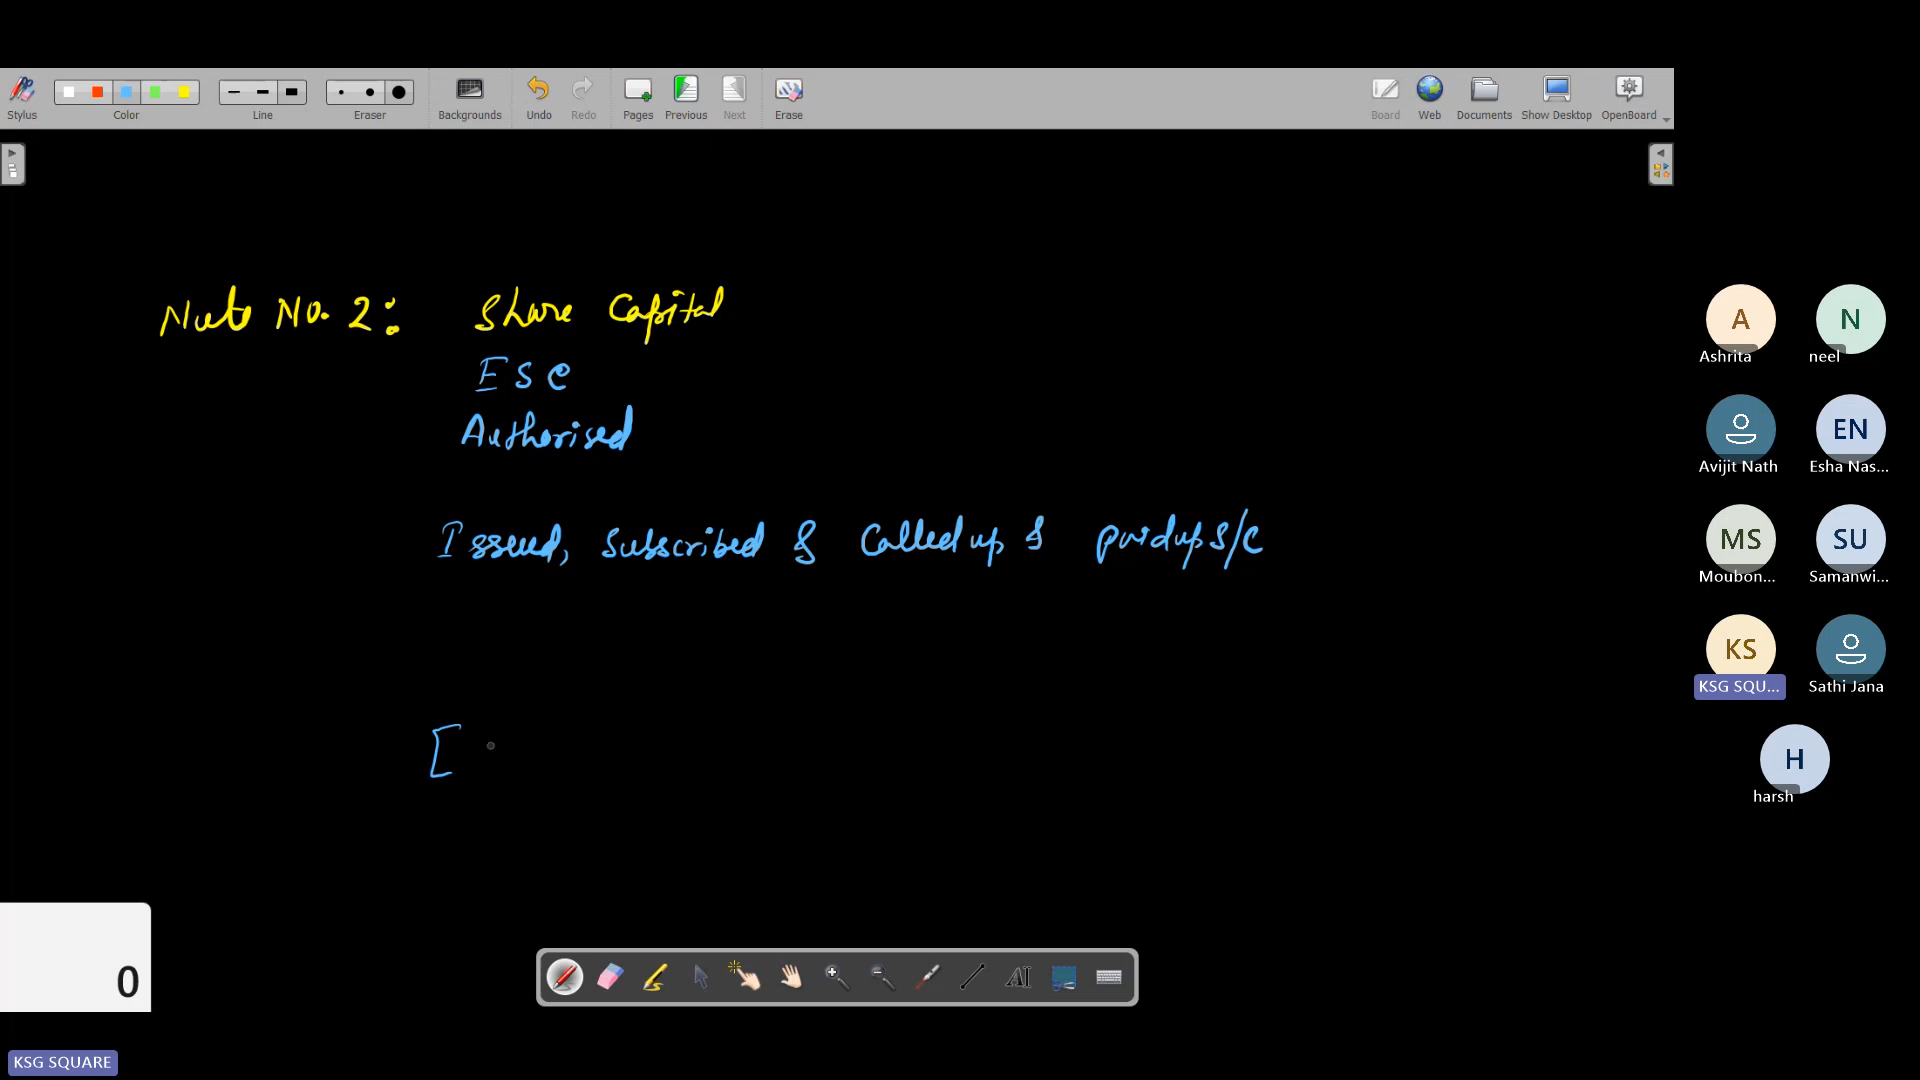 Stylus Color Line Eraser Backgrounds Undo Redo Pages Previous Next Erase Board Web Documents Show Desktop OpenBoard
Note No. 2: Share Capital
ESC
Authorised
Issued, Subscribed & Called up & paid up S/C
[
A N
Ashrita neel
EN
Avijit Nath Esha Nas...
MS SU
Moubon... Samanwi...
KS
KSG SQU... Sathi Jana
H
harsh
0
AI
KSG SQUARE